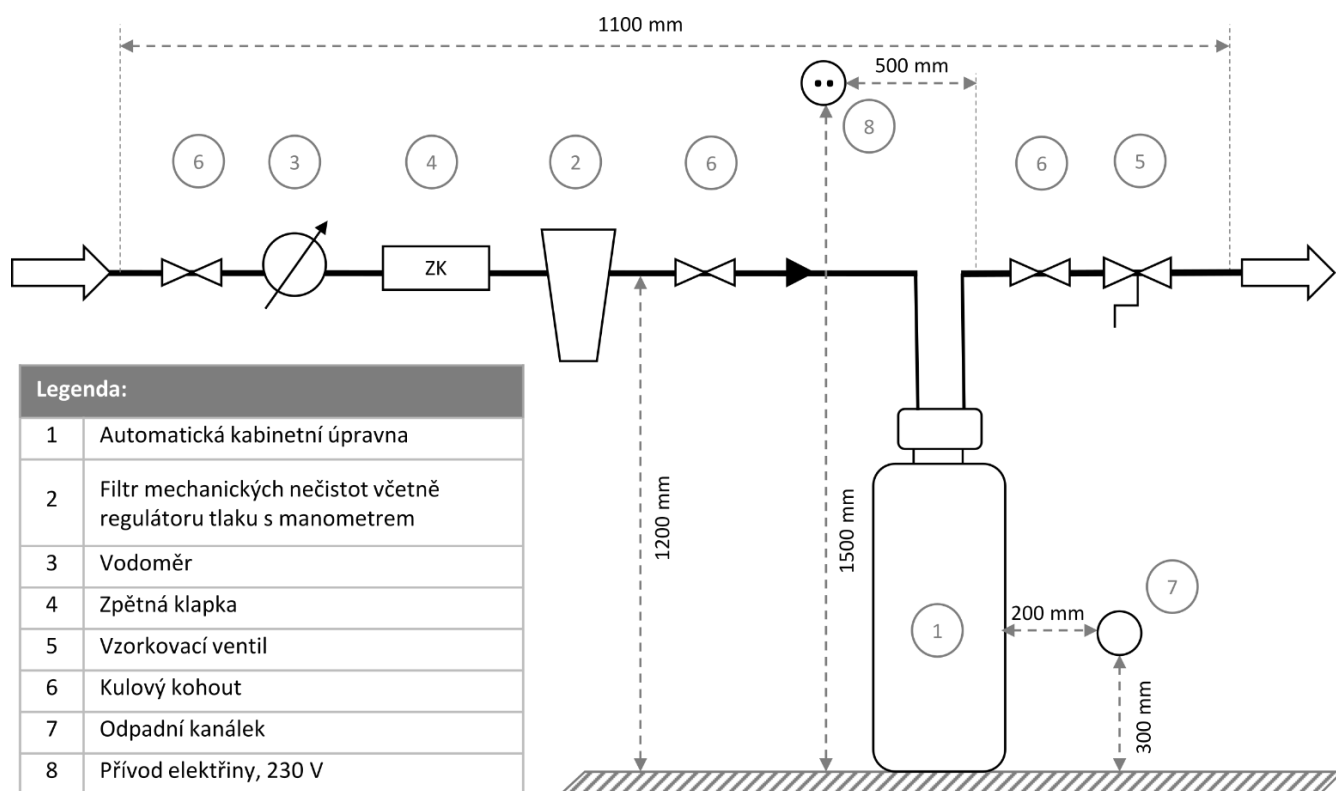 1100 mm
500 mm
8
6
3
4
2
6
6
5
ZK
Legenda:
1 Automatická kabinetní úpravna
2 Filtr mechanických nečistot včetně
regulátoru tlaku s manometrem
3 Vodoměr
4 Zpětná klapka
5 Vzorkovací ventil
6 Kulový kohout
7 Odpadní kanálek
8 Přívod elektřiny, 230 V
1200 mm
1500 mm
1
200 mm
7
300 mm